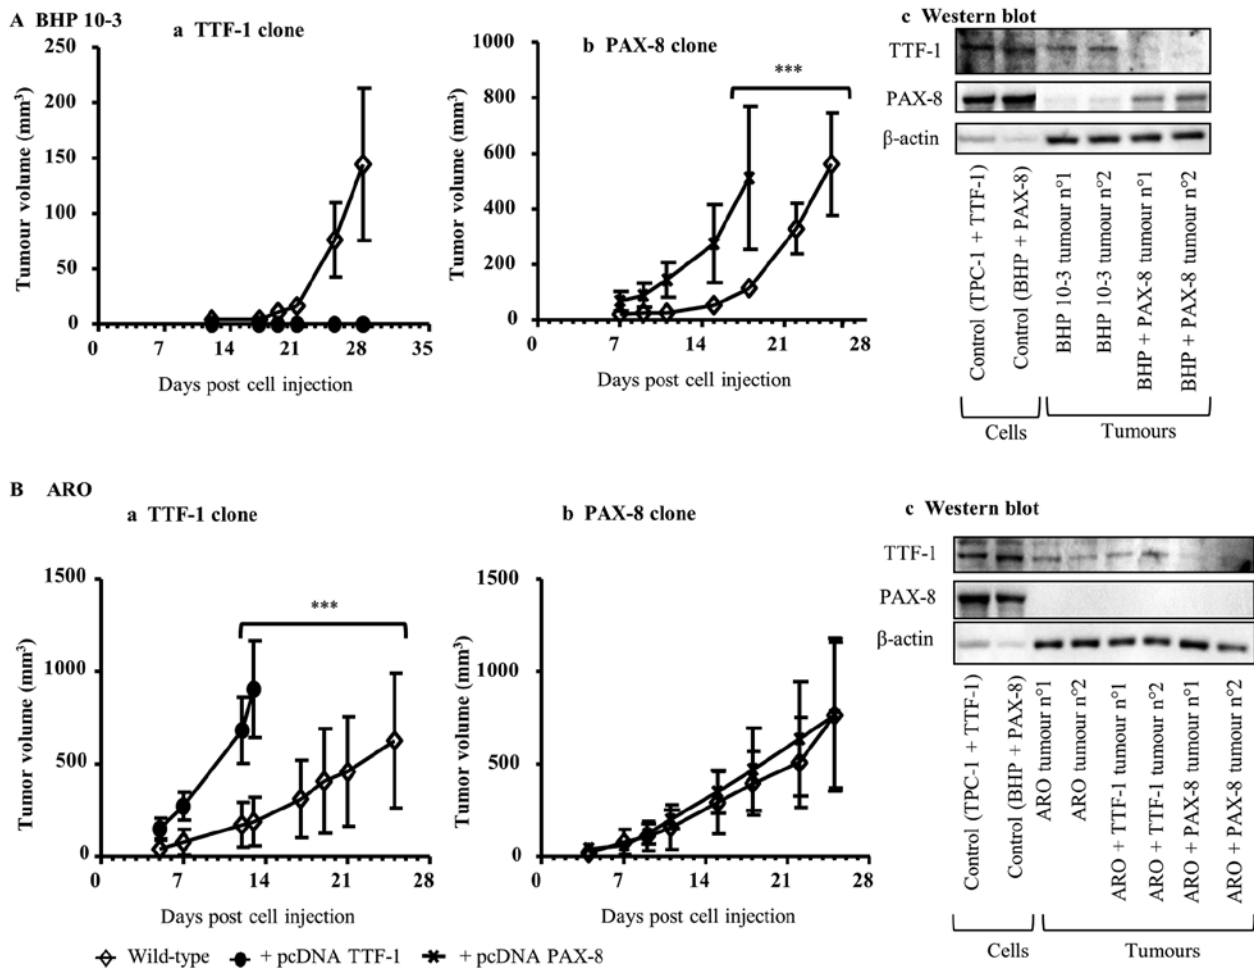 A BHP 10-3
a TTF-1 clone
Tumour volume (mm³)
250
200
150
100
50
0
0 7 14 21 28 35
Days post cell injection
b PAX-8 clone
***
Tumor volume (mm³)
1000
800
600
400
200
0
0 7 14 21 28
Days post cell injection
c Western blot
TTF-1
PAX-8
β-actin
Control (TPC-1 + TTF-1)
Control (BHP + PAX-8)
BHP 10-3 tumour n°1
BHP 10-3 tumour n°2
BHP + PAX-8 tumour n°1
BHP + PAX-8 tumour n°2
Cells
Tumours
B ARO
a TTF-1 clone
***
Tumor volume (mm³)
1500
1000
500
0
0 7 14 21 28
Days post cell injection
b PAX-8 clone
Tumor volume (mm³)
1500
1000
500
0
0 7 14 21 28
Days post cell injection
c Western blot
TTF-1
PAX-8
β-actin
Control (TPC-1 + TTF-1)
Control (BHP + PAX-8)
ARO tumour n°1
ARO tumour n°2
ARO + TTF-1 tumour n°1
ARO + TTF-1 tumour n°2
ARO + PAX-8 tumour n°1
ARO + PAX-8 tumour n°2
Cells
Tumours
Wild-type + pcDNA TTF-1 + pcDNA PAX-8